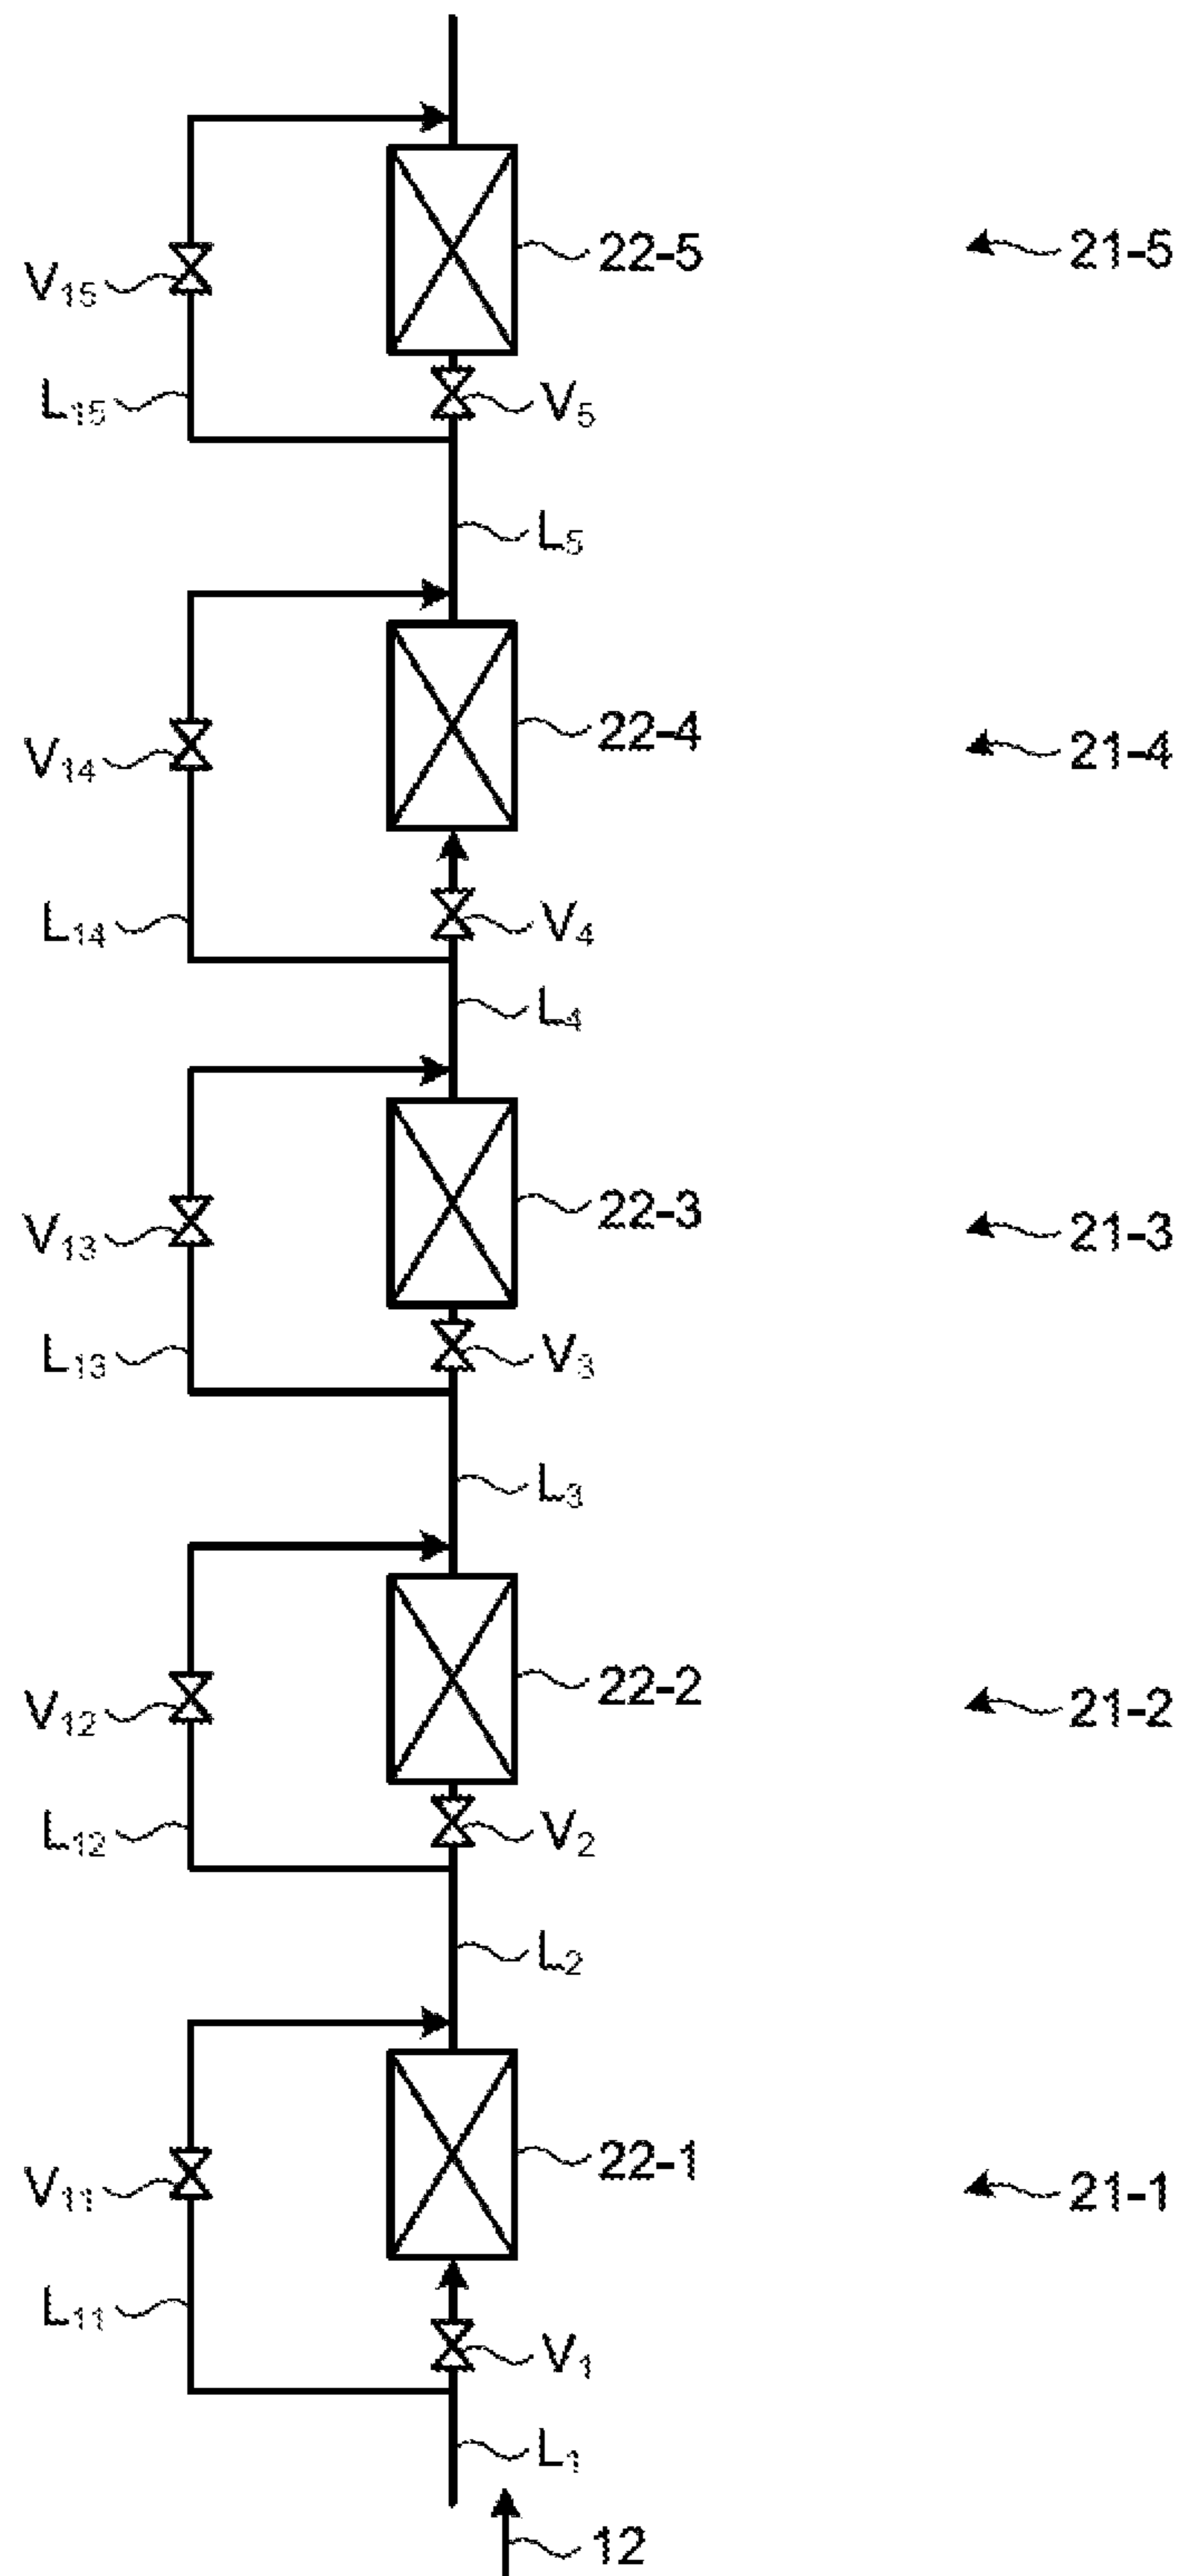 22-5
21-5
V₁₅
L₁₅
V₅
L₅
22-4
21-4
V₁₄
L₁₄
V₄
L₄
22-3
21-3
V₁₃
L₁₃
V₃
L₃
22-2
21-2
V₁₂
L₁₂
V₂
L₂
22-1
21-1
V₁₁
L₁₁
V₁
L₁
12